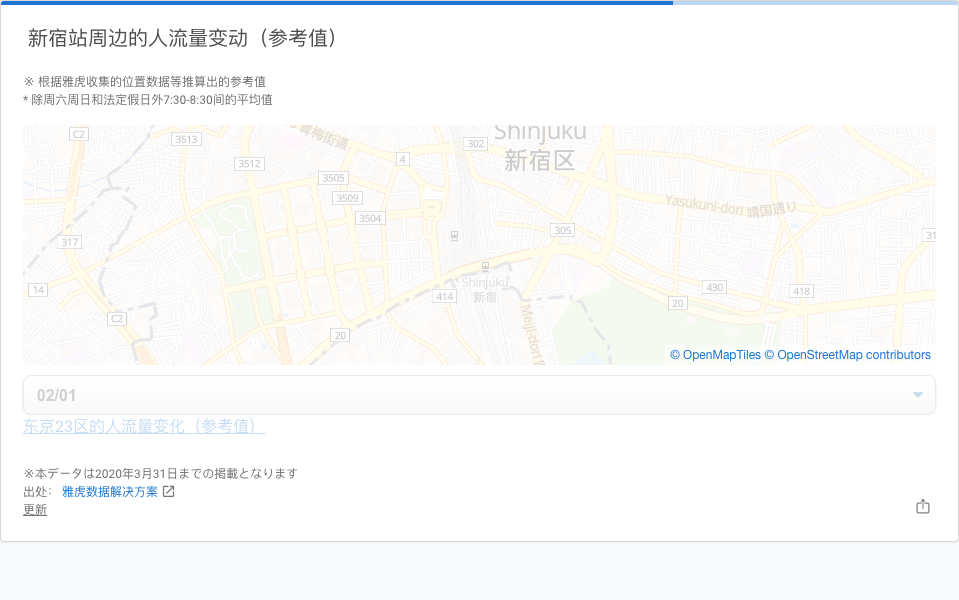 新宿站周边的人流量变动（参考值）
※ 根据雅虎收集的位置数据等推算出的参考值
* 除周六周日和法定假日外7:30-8:30间的平均值
Shinjuku
新宿区
青梅街道
C2
3513
302
3512
4
3505
3509
3504
Yasukuni-dori 靖国通り
305
317
31
Shinjuku
新宿
14
414
430
418
20
C2
20
Meiji-dori
© OpenMapTiles © OpenStreetMap contributors
02/01
东京23区的人流量变化（参考值）
※本データは2020年3月31日までの掲載となります
出处： 雅虎数据解决方案
更新